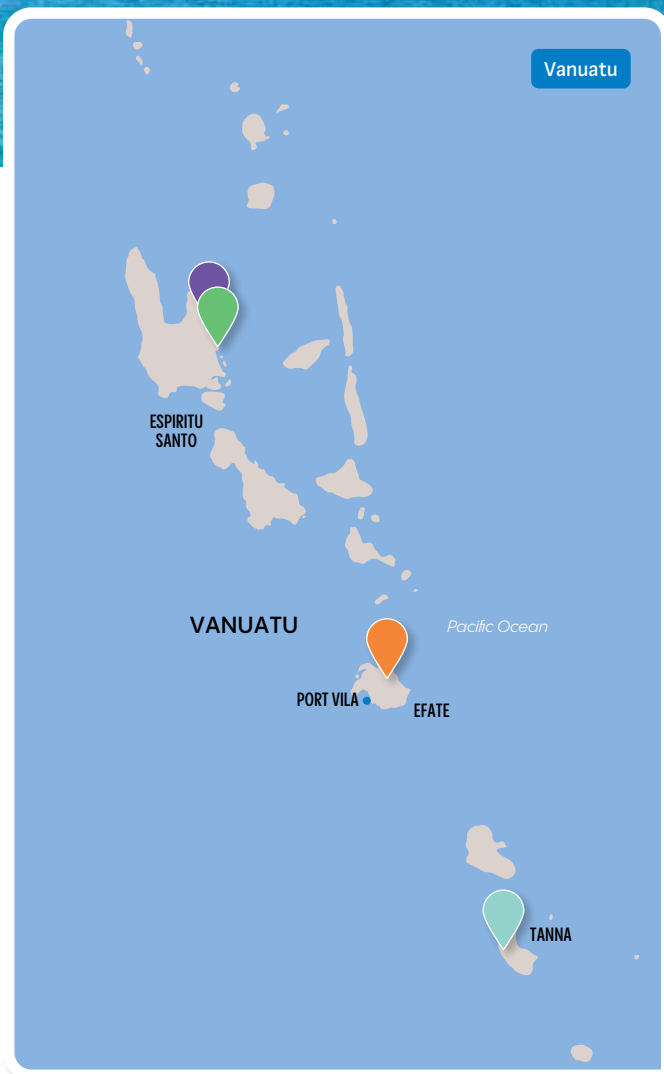 Vanuatu
ESPIRITU
SANTO
VANUATU
Pacific Ocean
PORT VILA
EFATE
TANNA